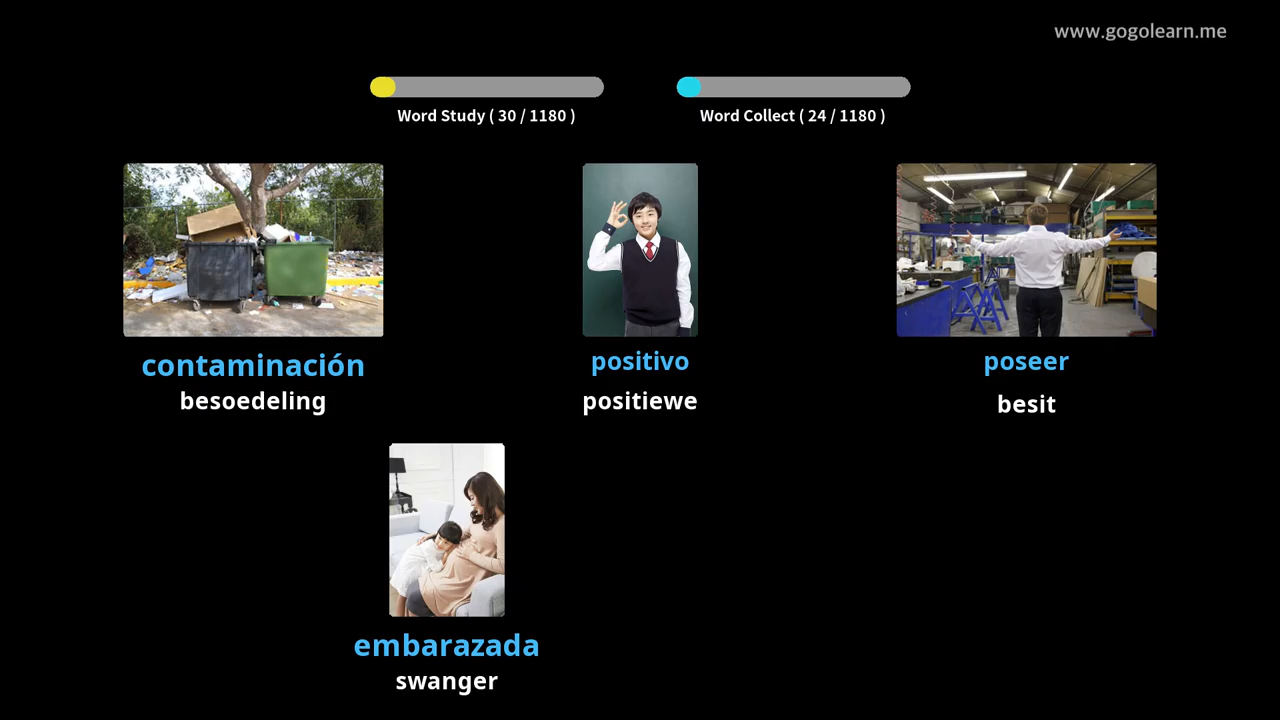 www.gogolearn.me
Word Study ( 30 / 1180 )
Word Collect ( 24 / 1180 )
contaminación
besoedeling
positivo
positiewe
poseer
besit
embarazada
swanger